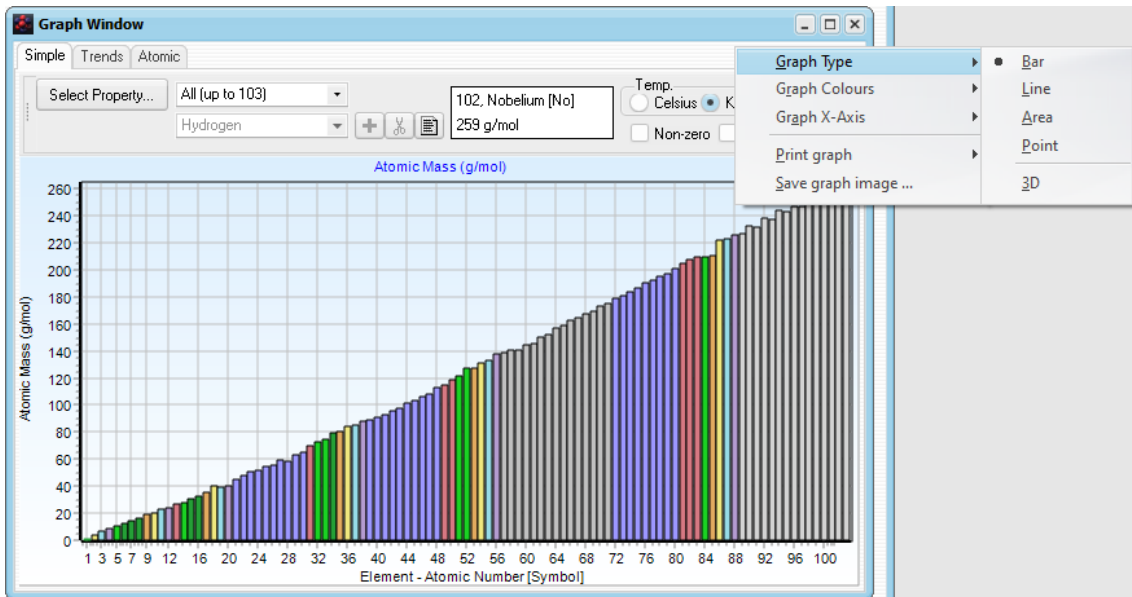 Graph Window
Simple Trends Atomic
Select Property...
All (up to 103)
Hydrogen
102, Nobelium [No]
259 g/mol
Temp.
Celsius K
Non-zero
Graph Type
Graph Colours
Graph X-Axis
Print graph
Save graph image ...
Bar
Line
Area
Point
3D
Atomic Mass (g/mol)
Atomic Mass (g/mol)
260
240
220
200
180
160
140
120
100
80
60
40
20
0
1 3 5 7 9 12 16 20 24 28 32 36 40 44 48 52 56 60 64 68 72 76 80 84 88 92 96 100
Element - Atomic Number [Symbol]